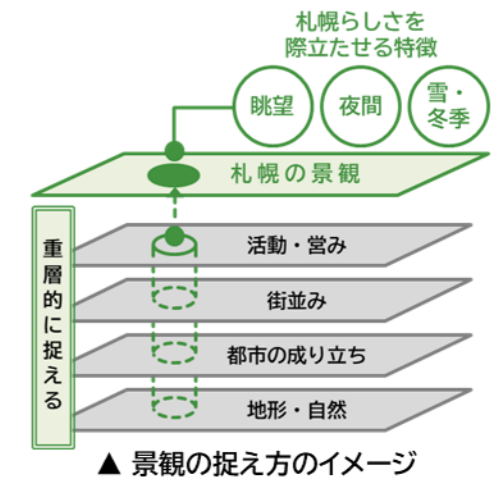 札幌らしさを
際立たせる特徴
眺望
夜間
雪・
冬季
札幌の景観
重層的に捉える
活動・営み
街並み
都市の成り立ち
地形・自然
▲ 景観の捉え方のイメージ